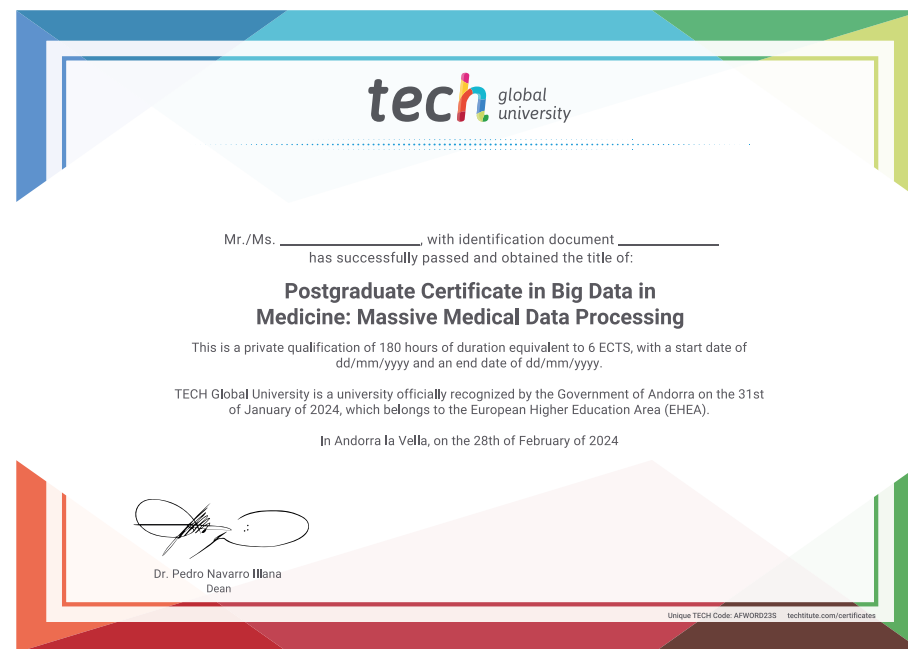 tech global
university
Mr./Ms. ____________, with identification document ____________
has successfully passed and obtained the title of:
Postgraduate Certificate in Big Data in
Medicine: Massive Medical Data Processing
This is a private qualification of 180 hours of duration equivalent to 6 ECTS, with a start date of
dd/mm/yyyy and an end date of dd/mm/yyyy.
TECH Global University is a university officially recognized by the Government of Andorra on the 31st
of January of 2024, which belongs to the European Higher Education Area (EHEA).
In Andorra la Vella, on the 28th of February of 2024
Dr. Pedro Navarro Illana
Dean
Unique TECH Code: AFWORD23S techtitute.com/certificates